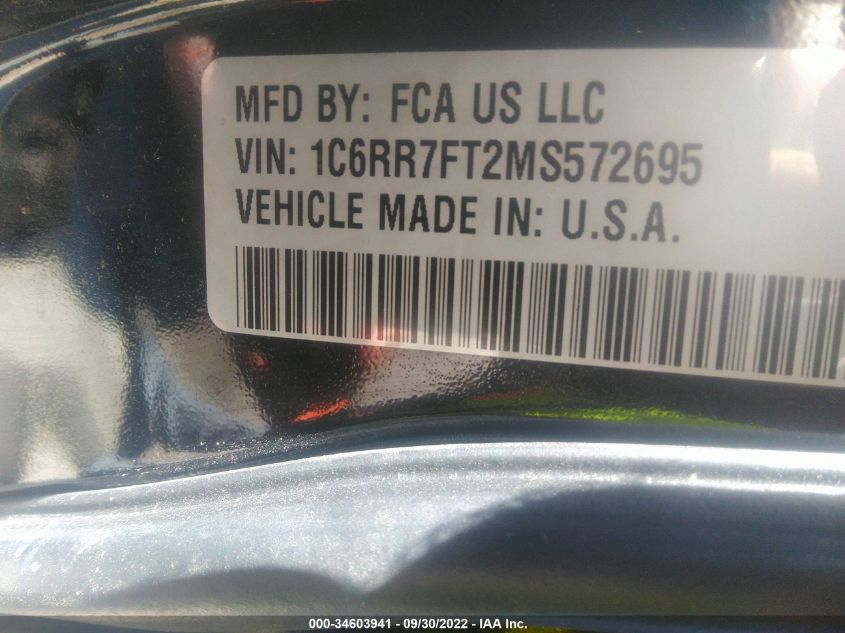 MFD BY: FCA US LLC
VIN: 1C6RR7FT2MS572695
VEHICLE MADE IN: U.S.A.
000-34603941 - 09/30/2022 - IAA Inc.